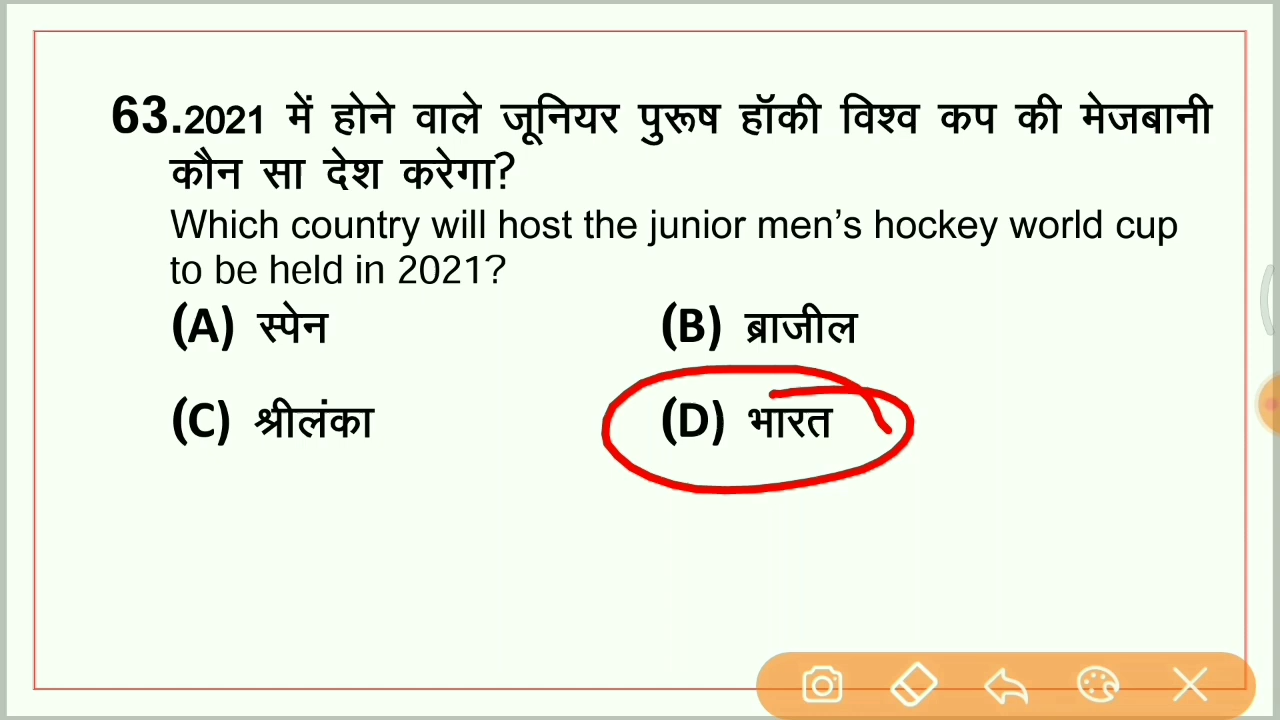 63.2021 में होने वाले जूनियर पुरूष हॉकी विश्व कप की मेजबानी
कौन सा देश करेगा?
Which country will host the junior men’s hockey world cup
to be held in 2021?
(A) स्पेन (B) ब्राजील
(C) श्रीलंका (D) भारत